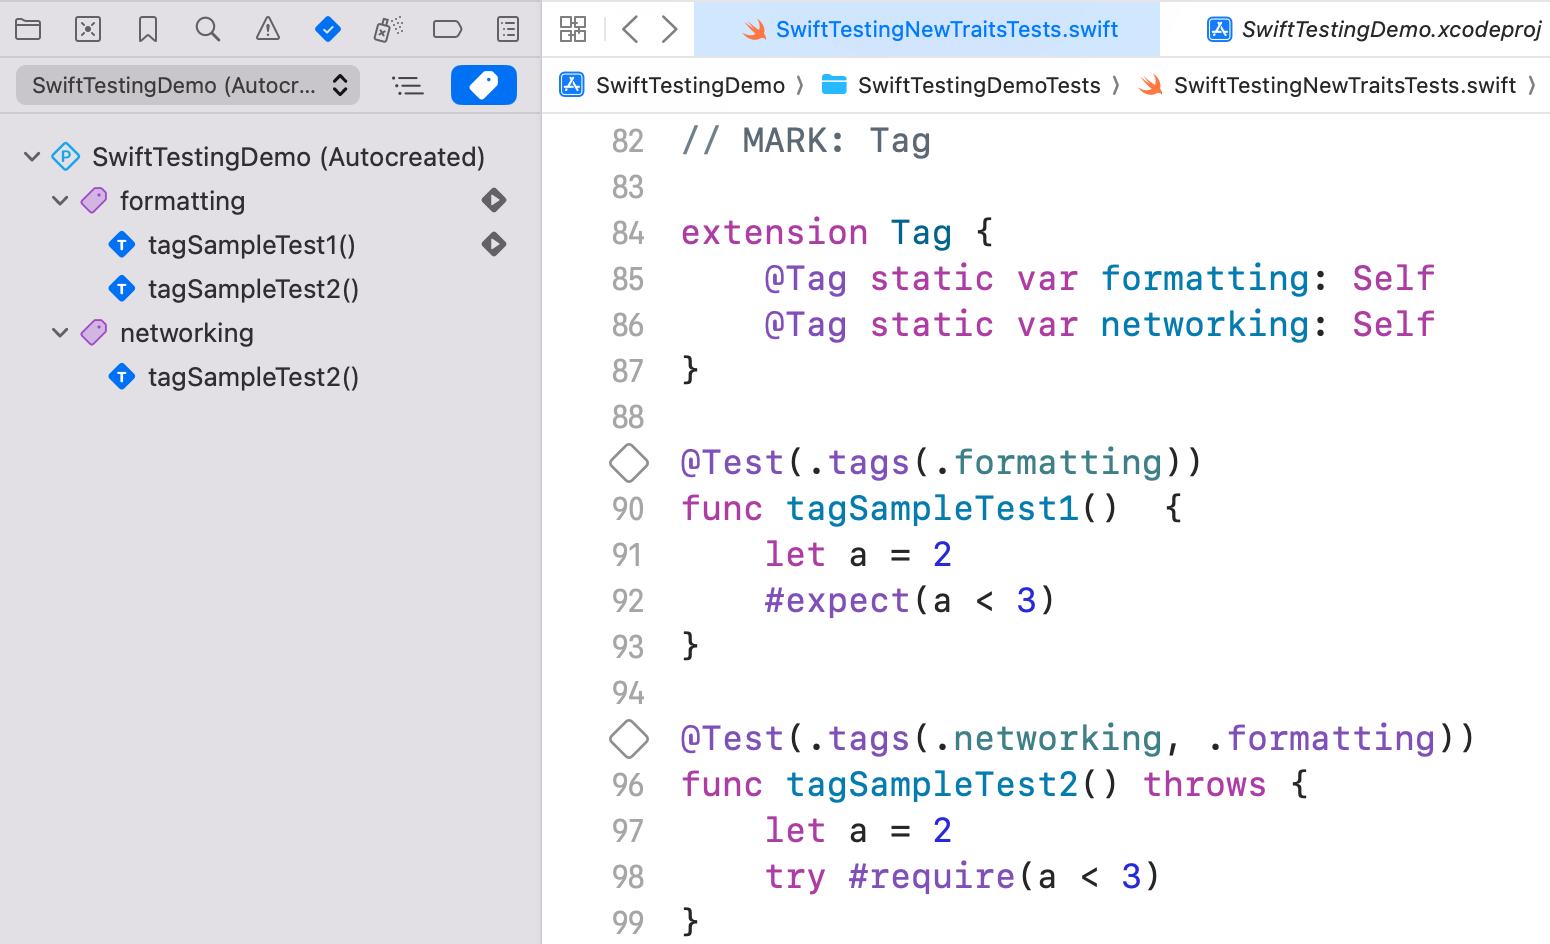 SwiftTestingNewTraitsTests.swift
SwiftTestingDemo.xcodeproj
SwiftTestingDemo (Autocr...
SwiftTestingDemo 〉 SwiftTestingDemoTests 〉 SwiftTestingNewTraitsTests.swift 〉
SwiftTestingDemo (Autocreated)
formatting
tagSampleTest1()
tagSampleTest2()
networking
tagSampleTest2()
82 // MARK: Tag
83
84 extension Tag {
85     @Tag static var formatting: Self
86     @Tag static var networking: Self
87 }
88
@Test(.tags(.formatting))
90 func tagSampleTest1()  {
91     let a = 2
92     #expect(a < 3)
93 }
94
@Test(.tags(.networking, .formatting))
96 func tagSampleTest2() throws {
97     let a = 2
98     try #require(a < 3)
99 }